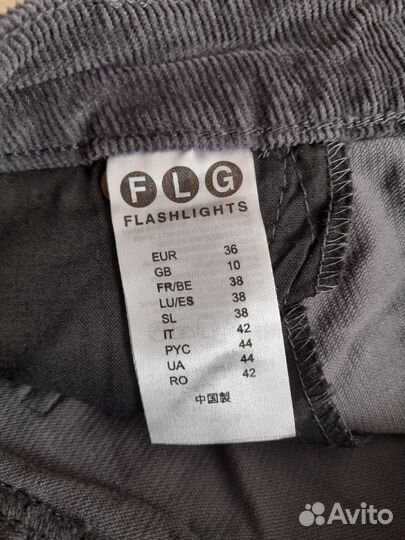 FLG
FLASHLIGHTS
EUR 36
GB 10
FR/BE 38
LU/ES 38
SL 38
IT 42
РУС 44
UA 44
RO 42
中国製
Avito